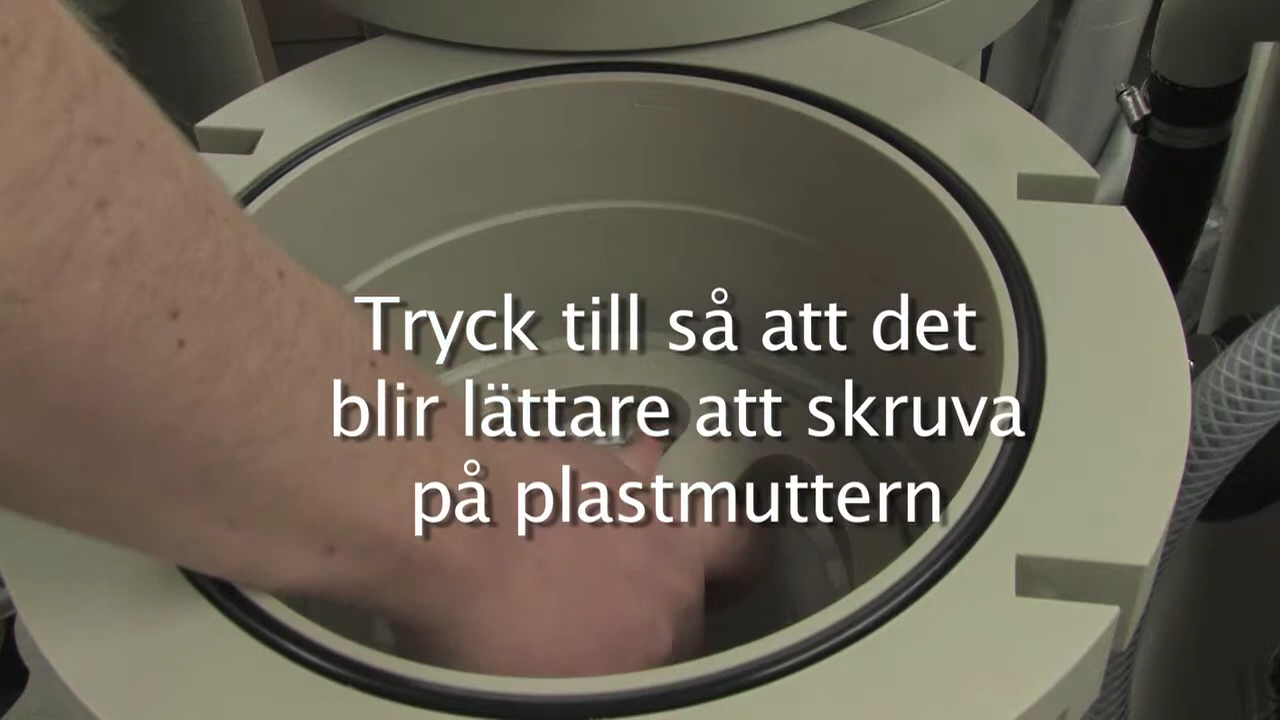 Tryck till så att det
blir lättare att skruva
på plastmuttern